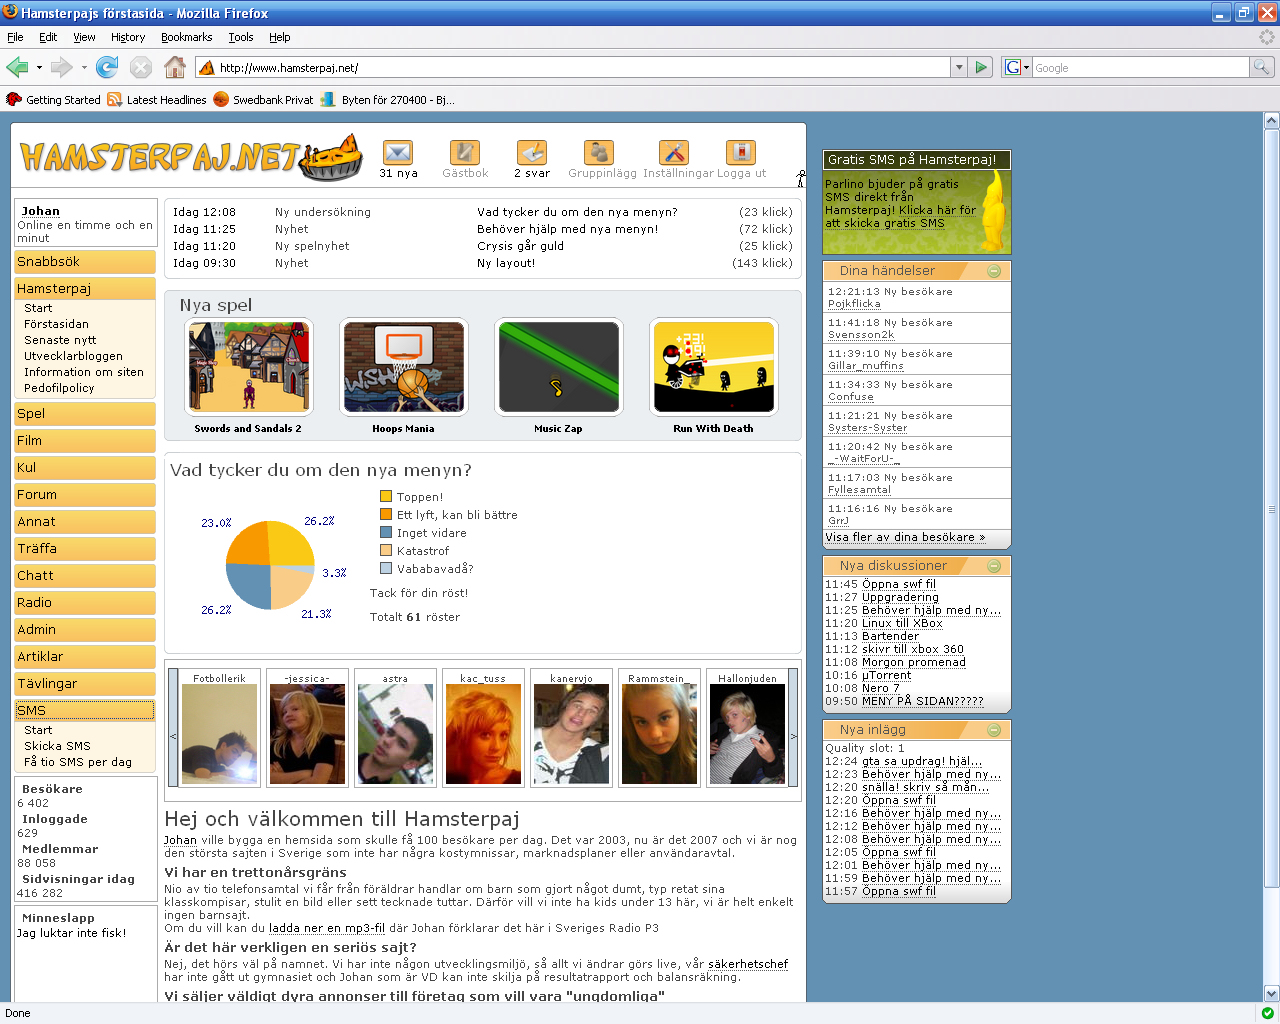 Hamsterpajs förstasida - Mozilla Firefox
File Edit View History Bookmarks Tools Help
http://www.hamsterpaj.net/
Google
Getting Started Latest Headlines Swedbank Privat Byten för 270400 - Bj...
HAMSTERPAJ.NET
31 nya Gästbok 2 svar Gruppinlägg Inställningar Logga ut
Johan
Online en timme och en
minut
Snabbsök
Hamsterpaj
Start
Förstasidan
Senaste nytt
Utvecklarbloggen
Information om siten
Pedofilpolicy
Spel
Film
Kul
Forum
Annat
Träffa
Chatt
Radio
Admin
Artiklar
Tävlingar
SMS
Start
Skicka SMS
Få tio SMS per dag
Besökare
6 402
Inloggade
629
Medlemmar
88 058
Sidvisningar idag
416 282
Minneslapp
Jag luktar inte fisk!
Idag 12:08 Ny undersökning Vad tycker du om den nya menyn? (23 klick)
Idag 11:25 Nyhet Behöver hjälp med nya menyn! (72 klick)
Idag 11:20 Ny spelnyhet Crysis går guld (25 klick)
Idag 09:30 Nyhet Ny layout! (143 klick)
Nya spel
Swords and Sandals 2 Hoops Mania Music Zap Run With Death
Vad tycker du om den nya menyn?
23.0% 26.2% 3.3% 21.3% 26.2%
Toppen!
Ett lyft, kan bli bättre
Inget vidare
Katastrof
Vababavadå?
Tack för din röst!
Totalt 61 röster
Fotbollerik -jessica- astra kac_tuss kanervjo Rammstein_ Hallonjuden
< >
Hej och välkommen till Hamsterpaj
Johan ville bygga en hemsida som skulle få 100 besökare per dag. Det var 2003, nu är det 2007 och vi är nog
den största sajten i Sverige som inte har några kostymnissar, marknadsplaner eller användaravtal.
Vi har en trettonårsgräns
Nio av tio telefonsamtal vi får från föräldrar handlar om barn som gjort något dumt, typ retat sina
klasskompisar, stulit en bild eller sett tecknade tuttar. Därför vill vi inte ha kids under 13 här, vi är helt enkelt
ingen barnsajt.
Om du vill kan du ladda ner en mp3-fil där Johan förklarar det här i Sveriges Radio P3
Är det här verkligen en seriös sajt?
Nej, det hörs väl på namnet. Vi har inte någon utvecklingsmiljö, så allt vi ändrar görs live, vår säkerhetschef
har inte gått ut gymnasiet och Johan som är VD kan inte skilja på resultatrapport och balansräkning.
Vi säljer väldigt dyra annonser till företag som vill vara "ungdomliga"
Gratis SMS på Hamsterpaj!
Parlino bjuder på gratis
SMS direkt från
Hamsterpaj! Klicka här för
att skicka gratis SMS
Dina händelser
12:21:13 Ny besökare
Pojkflicka
11:41:18 Ny besökare
Svensson2k
11:39:10 Ny besökare
Gillar_muffins
11:34:33 Ny besökare
Confuse
11:21:21 Ny besökare
Systers-Syster
11:20:42 Ny besökare
_-WaitForU-_
11:17:03 Ny besökare
Fyllesamtal
11:16:16 Ny besökare
GrrJ
Visa fler av dina besökare »
Nya diskussioner
11:45 Öppna swf fil
11:27 Uppgradering
11:25 Behöver hjälp med ny...
11:20 Linux till XBox
11:13 Bartender
11:12 skivr till xbox 360
11:08 Morgon promenad
10:16 µTorrent
10:08 Nero 7
09:50 MENY PÅ SIDAN?????
Nya inlägg
Quality slot: 1
12:24 gta sa updrag! hjäl...
12:23 Behöver hjälp med ny...
12:20 snälla! skriv så mån...
12:20 Öppna swf fil
12:16 Behöver hjälp med ny...
12:12 Behöver hjälp med ny...
12:08 Behöver hjälp med ny...
12:05 Öppna swf fil
12:01 Behöver hjälp med ny...
11:59 Behöver hjälp med ny...
11:57 Öppna swf fil
Done